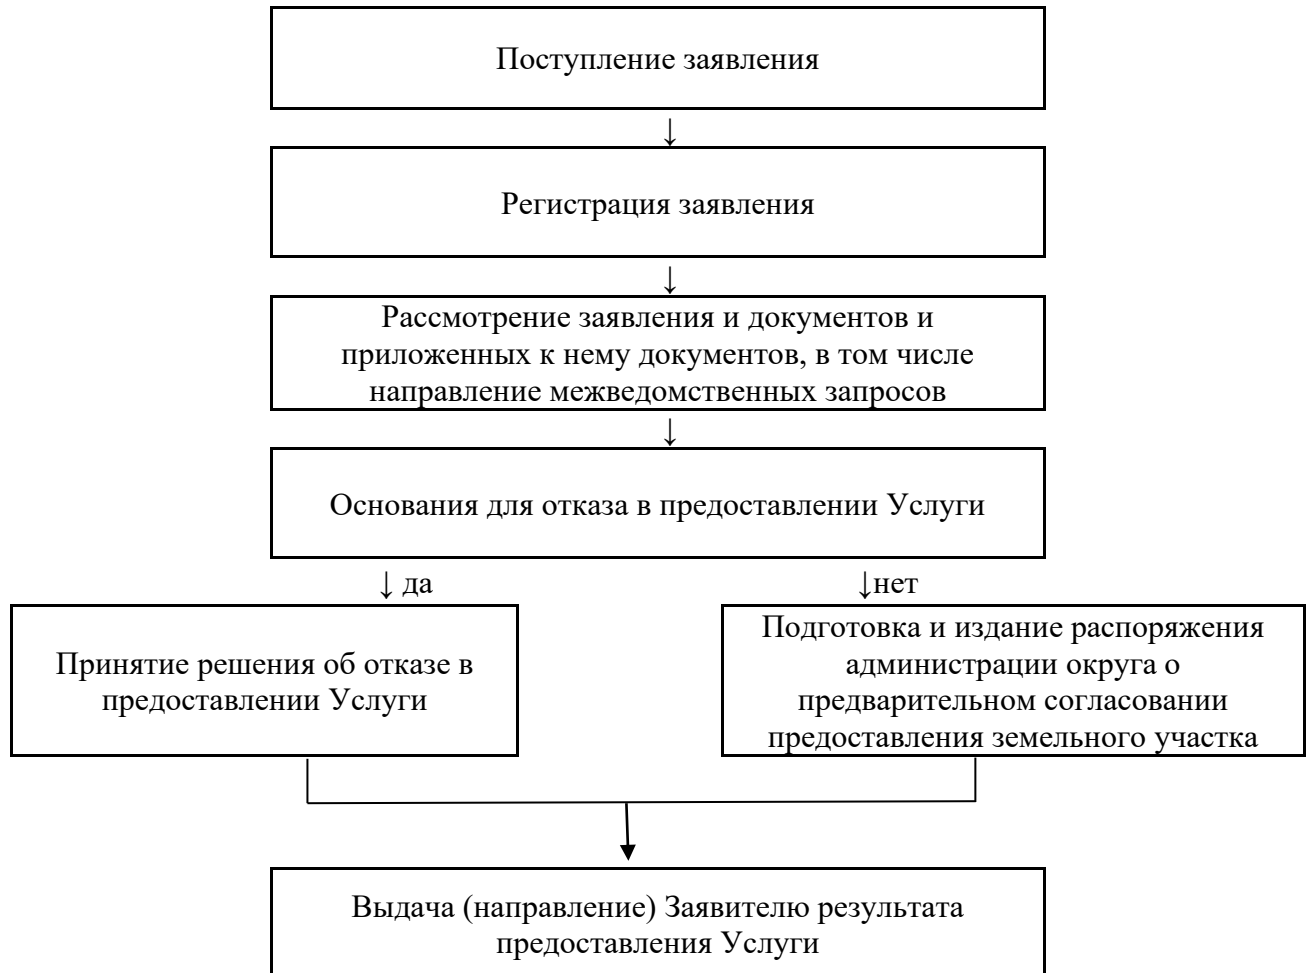 Поступление заявления
↓
Регистрация заявления
↓
Рассмотрение заявления и документов и
приложенных к нему документов, в том числе
направление межведомственных запросов
↓
Основания для отказа в предоставлении Услуги
↓ да
↓нет
Принятие решения об отказе в
предоставлении Услуги
Подготовка и издание распоряжения
администрации округа о
предварительном согласовании
предоставления земельного участка
Выдача (направление) Заявителю результата
предоставления Услуги